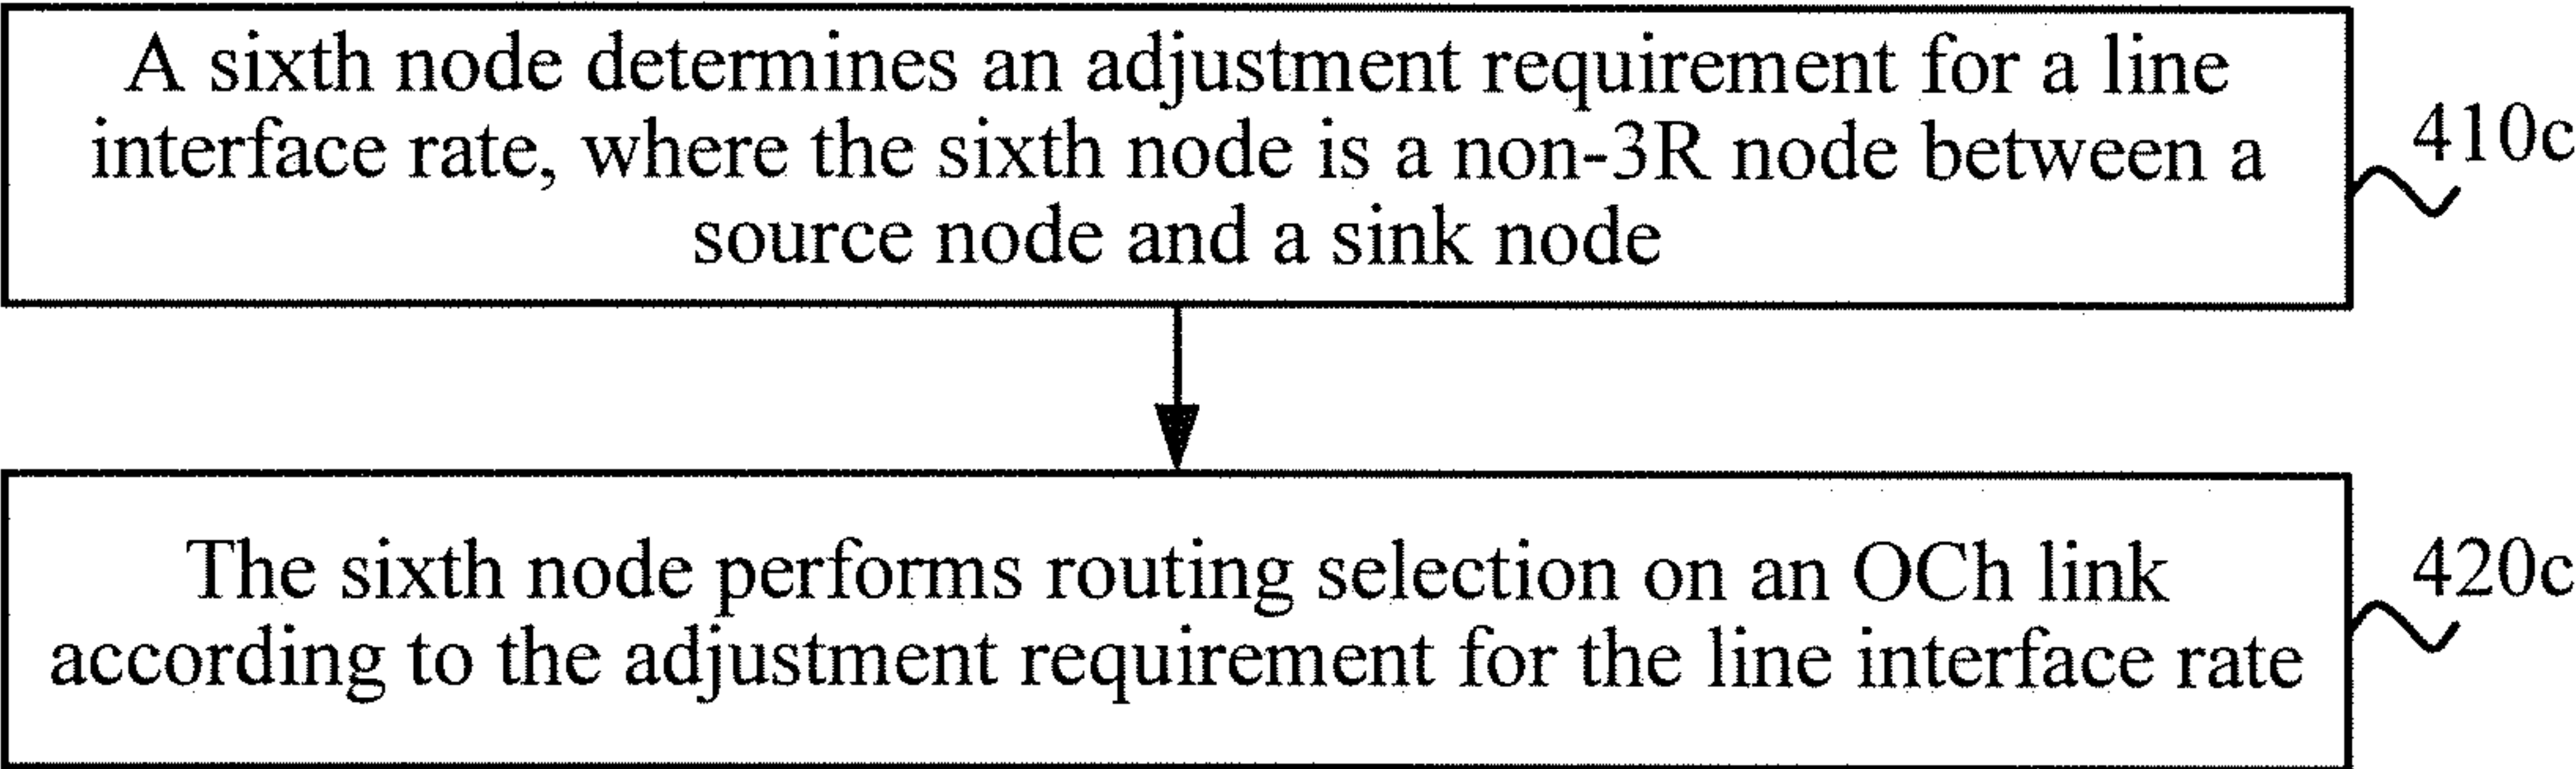 A sixth node determines an adjustment requirement for a line
interface rate, where the sixth node is a non-3R node between a
source node and a sink node
410c
The sixth node performs routing selection on an OCh link
according to the adjustment requirement for the line interface rate
420c